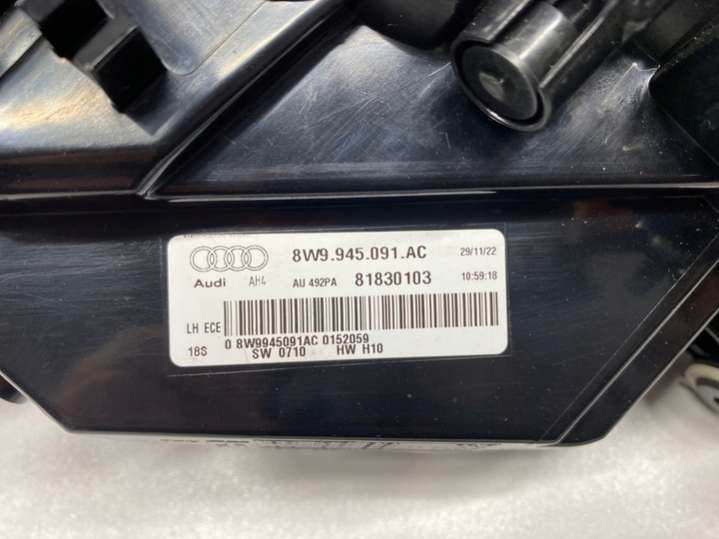 8W9.945.091.AC 29/11/22
Audi AH4 AU 492PA 81830103 10:59:18
LH ECE
0 8W9945091AC 0152059
18S SW 0710 HW H10